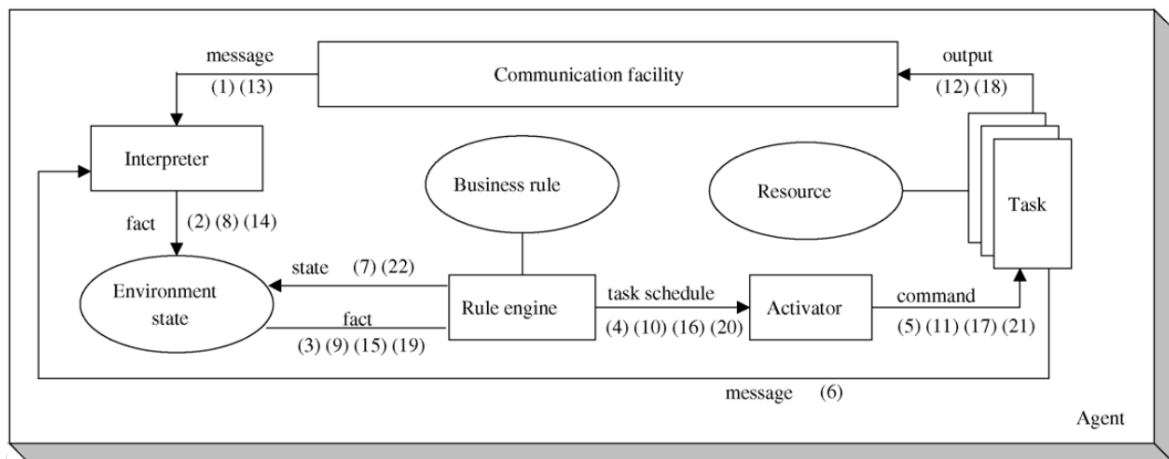 message
(1) (13)
Communication facility
output
(12) (18)
Interpreter
Business rule
Resource
Task
fact (2) (8) (14)
Environment
state
state (7) (22)
fact
(3) (9) (15) (19)
Rule engine
task schedule
(4) (10) (16) (20)
Activator
command
(5) (11) (17) (21)
message (6)
Agent